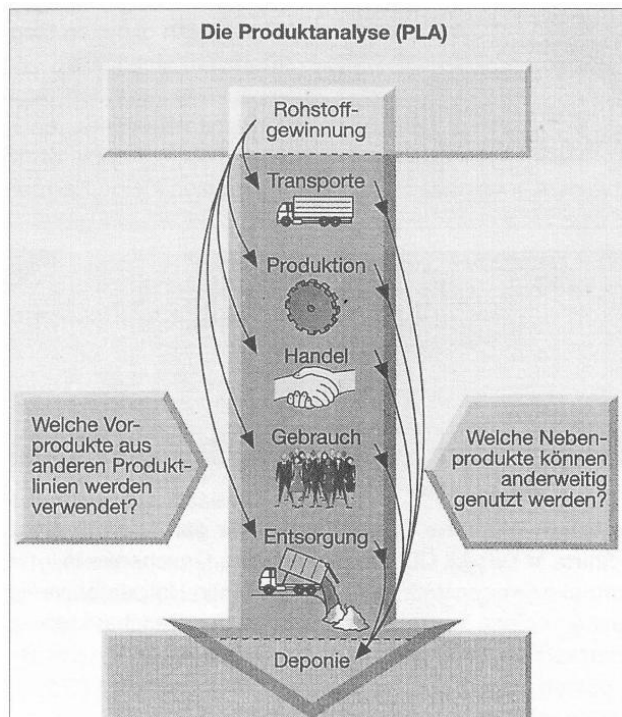 Die Produktanalyse (PLA)
Rohstoff-
gewinnung
Transporte
Produktion
Handel
Welche Vor-
produkte aus
anderen Produkt-
linien werden
verwendet?
Gebrauch
Welche Neben-
produkte können
anderweitig
genutzt werden?
Entsorgung
Deponie